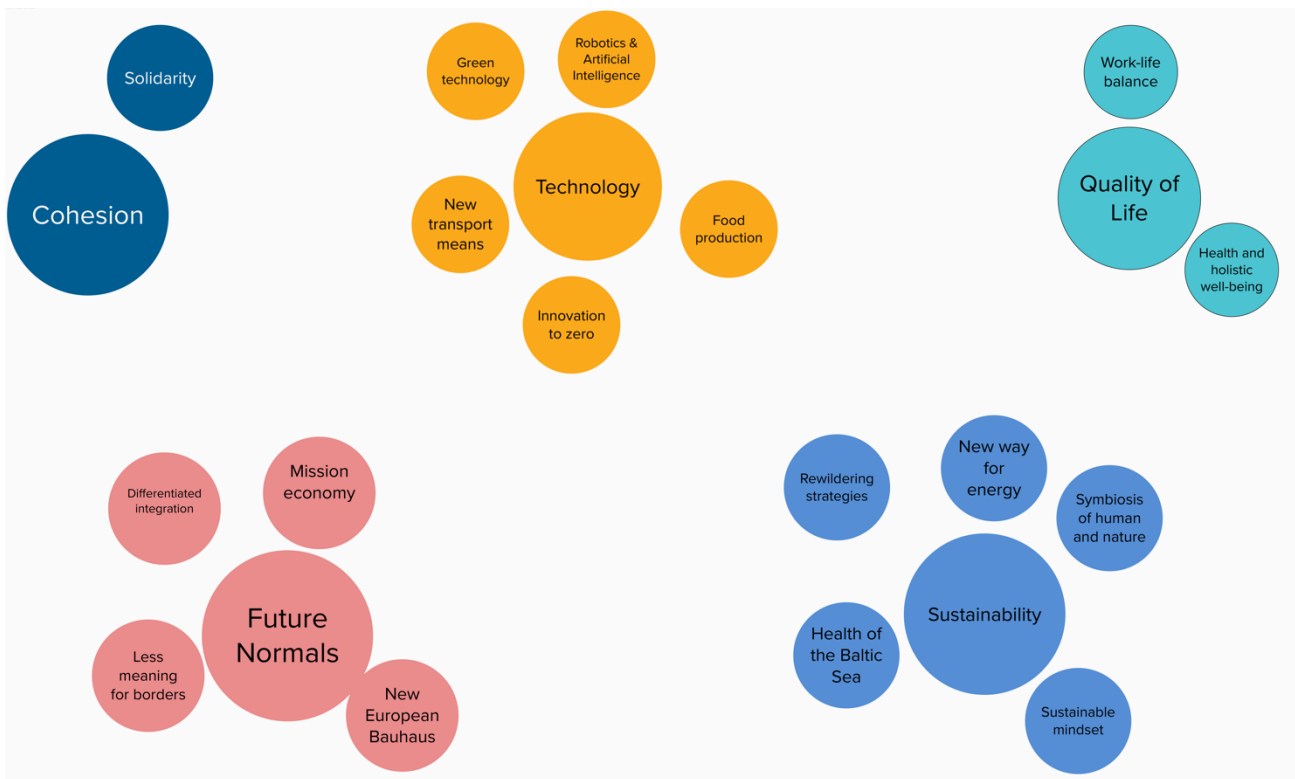 Solidarity
Cohesion
Green
technology
Robotics &
Artificial
Intelligence
Technology
New
transport
means
Food
production
Innovation
to zero
Work-life
balance
Quality of
Life
Health and
holistic
well-being
Differentiated
integration
Mission
economy
Future
Normals
Less
meaning
for borders
New
European
Bauhaus
Rewildering
strategies
New way
for
energy
Symbiosis
of human
and nature
Sustainability
Health of
the Baltic
Sea
Sustainable
mindset